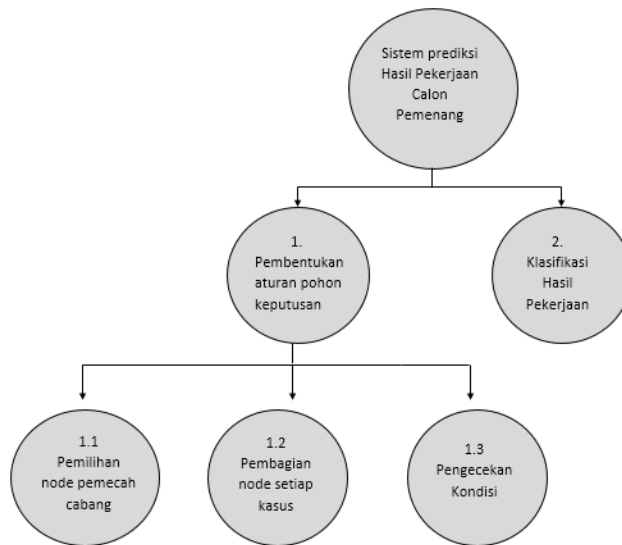 Sistem prediksi
Hasil Pekerjaan
Calon
Pemenang
1.
Pembentukan
aturan pohon
keputusan
2.
Klasifikasi
Hasil
Pekerjaan
1.1
Pemilihan
node pemecah
cabang
1.2
Pembagian
node setiap
kasus
1.3
Pengecekan
Kondisi